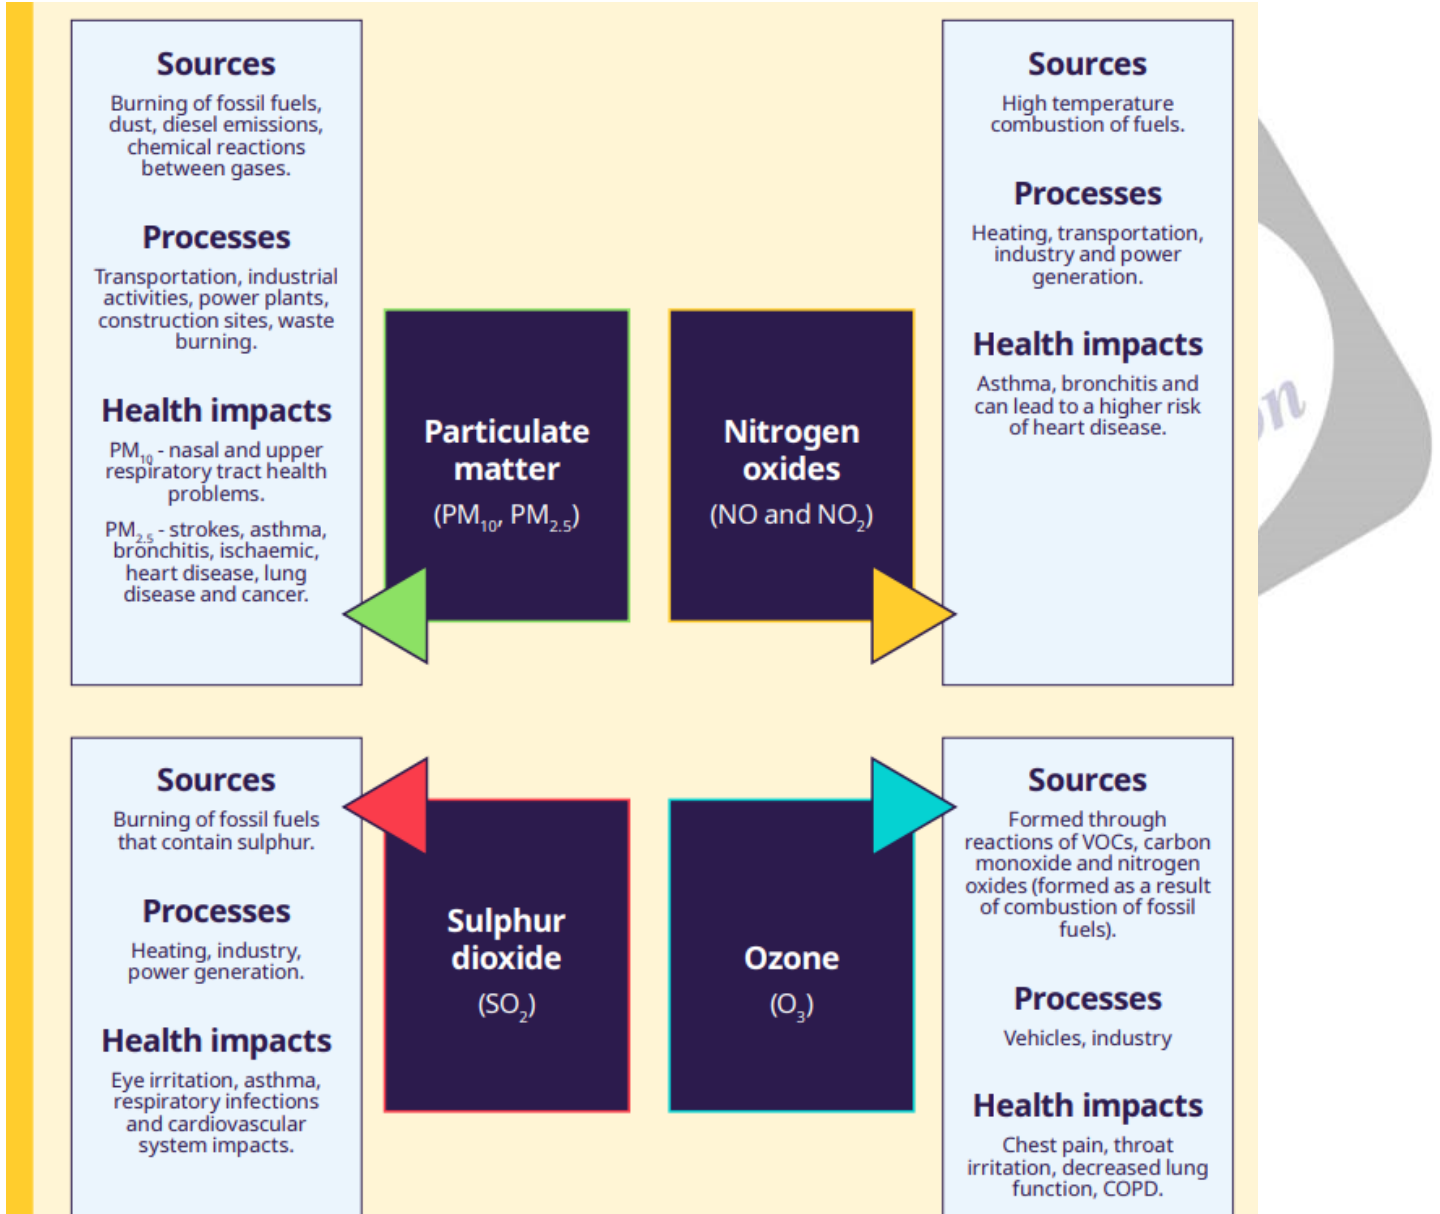 Sources
Burning of fossil fuels,
dust, diesel emissions,
chemical reactions
between gases.
Processes
Transportation, industrial
activities, power plants,
construction sites, waste
burning.
Health impacts
PM₁₀ - nasal and upper
respiratory tract health
problems.
PM₂.₅ - strokes, asthma,
bronchitis, ischaemic,
heart disease, lung
disease and cancer.
Particulate
matter
(PM₁₀, PM₂.₅)
Nitrogen
oxides
(NO and NO₂)
Sources
High temperature
combustion of fuels.
Processes
Heating, transportation,
industry and power
generation.
Health impacts
Asthma, bronchitis and
can lead to a higher risk
of heart disease.
Sources
Burning of fossil fuels
that contain sulphur.
Processes
Heating, industry,
power generation.
Health impacts
Eye irritation, asthma,
respiratory infections
and cardiovascular
system impacts.
Sulphur
dioxide
(SO₂)
Ozone
(O₃)
Sources
Formed through
reactions of VOCs, carbon
monoxide and nitrogen
oxides (formed as a result
of combustion of fossil
fuels).
Processes
Vehicles, industry
Health impacts
Chest pain, throat
irritation, decreased lung
function, COPD.